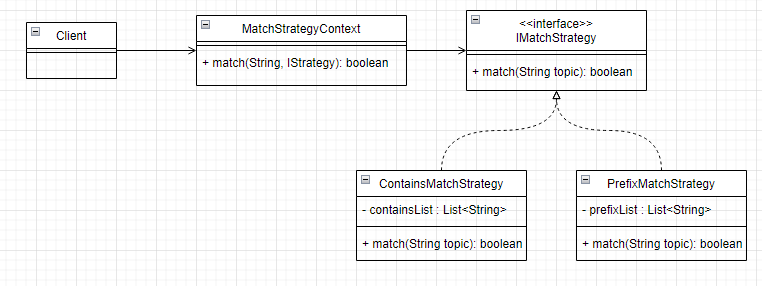 Client
MatchStrategyContext
+ match(String, IStrategy): boolean
<<interface>>
IMatchStrategy
+ match(String topic): boolean
ContainsMatchStrategy
- containsList : List<String>
+ match(String topic): boolean
PrefixMatchStrategy
- prefixList : List<String>
+ match(String topic): boolean